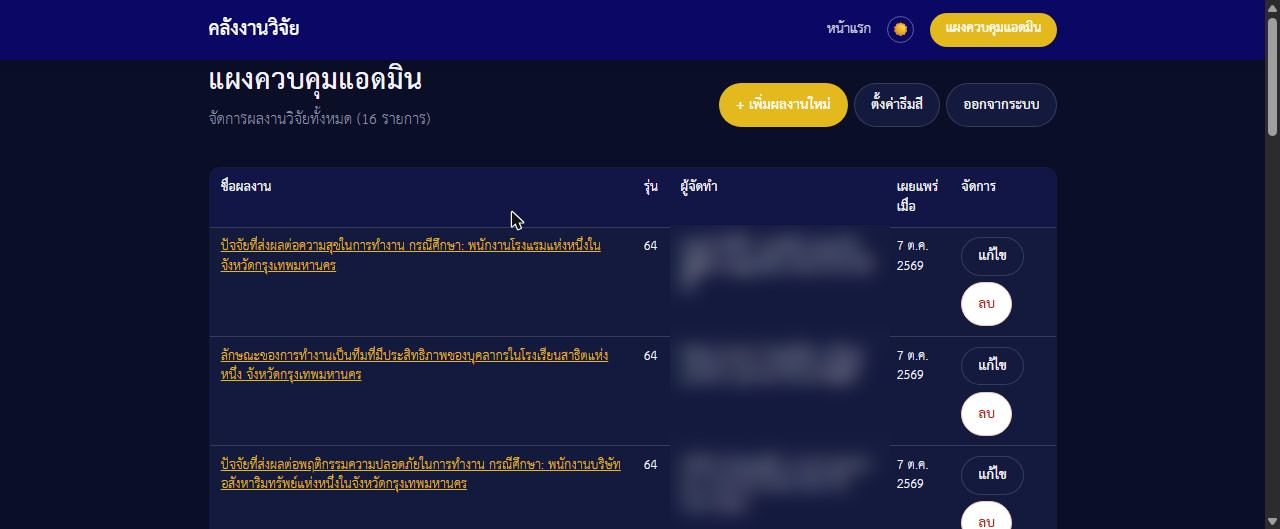 คลังงานวิจัย
หน้าแรก
แผงควบคุมแอดมิน
แผงควบคุมแอดมิน
จัดการผลงานวิจัยทั้งหมด (16 รายการ)
+ เพิ่มผลงานใหม่
ตั้งค่าธีมสี
ออกจากระบบ
ชื่อผลงาน
รุ่น
ผู้จัดทำ
เผยแพร่
เมื่อ
จัดการ
ปัจจัยที่ส่งผลต่อความสุขในการทำงาน กรณีศึกษา: พนักงานโรงแรมแห่งหนึ่งใน
จังหวัดกรุงเทพมหานคร
64
7 ต.ค.
2569
แก้ไข
ลบ
ลักษณะของการทำงานเป็นทีมที่มีประสิทธิภาพของบุคลากรในโรงเรียนสาธิตแห่ง
หนึ่ง จังหวัดกรุงเทพมหานคร
64
7 ต.ค.
2569
แก้ไข
ลบ
ปัจจัยที่ส่งผลต่อพฤติกรรมความปลอดภัยในการทำงาน กรณีศึกษา: พนักงานบริษัท
อสังหาริมทรัพย์แห่งหนึ่งในจังหวัดกรุงเทพมหานคร
64
7 ต.ค.
2569
แก้ไข
ลบ